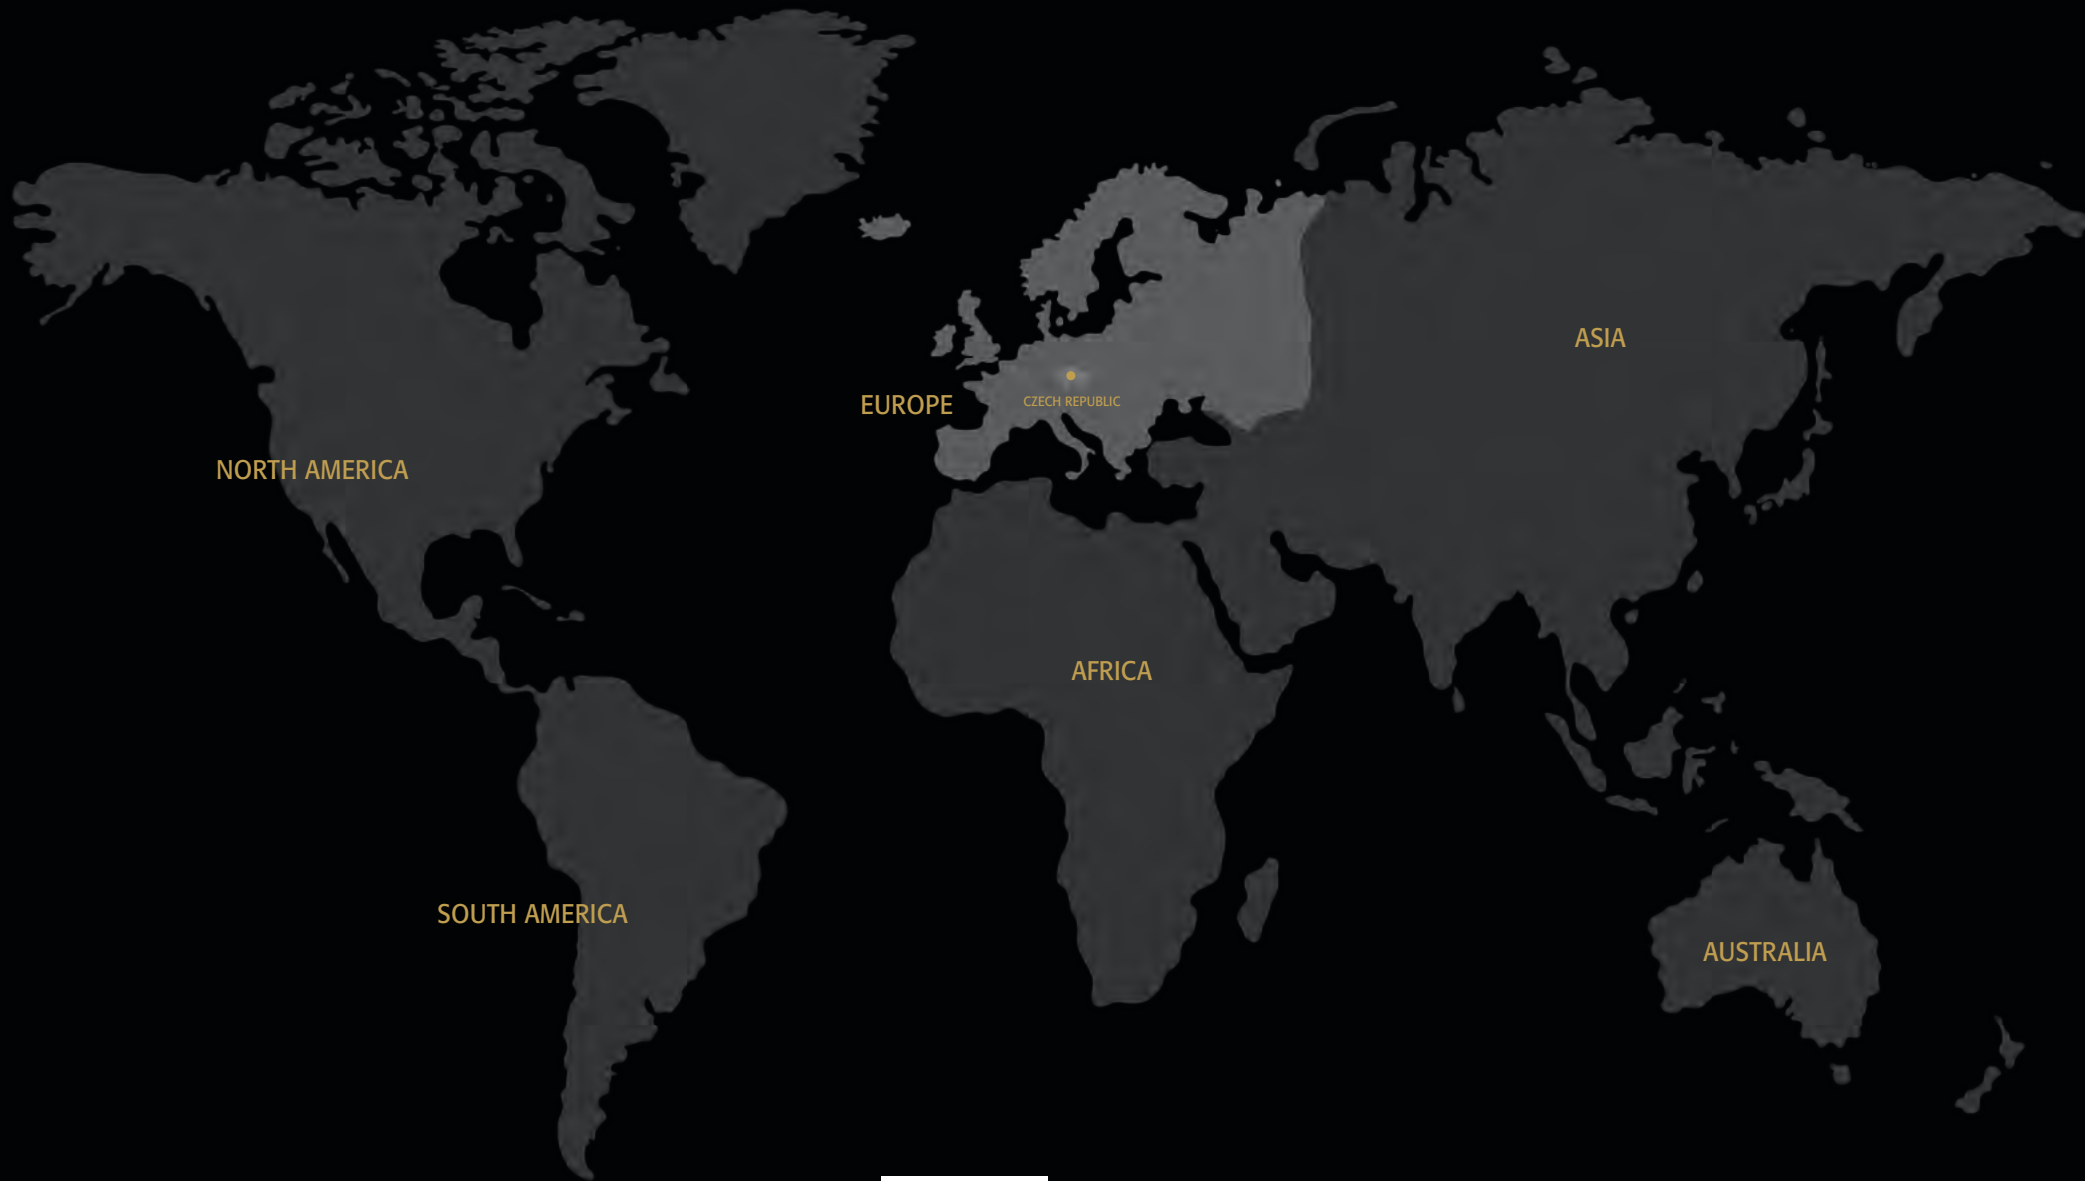 ASIA
EUROPE
CZECH REPUBLIC
NORTH AMERICA
AFRICA
SOUTH AMERICA
AUSTRALIA